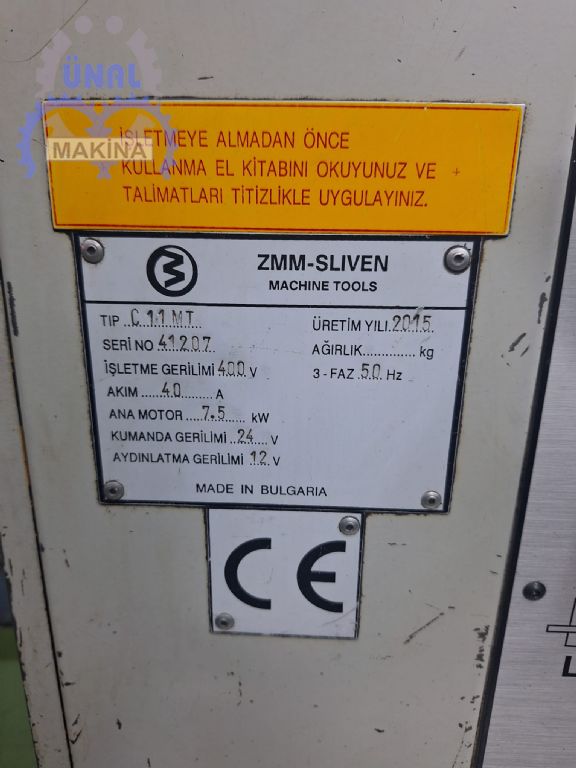 ÜNAL
MAKİNA
İŞLETMEYE ALMADAN ÖNCE
KULLANMA EL KİTABINI OKUYUNUZ VE +
TALİMATLARI TİTİZLİKLE UYGULAYINIZ.
ZMM-SLIVEN
MACHINE TOOLS
TIP C 11 MT
ÜRETİM YILI 2015
SERI NO 41207
AĞIRLIK............... kg
İŞLETME GERİLİMİ 400 V
3 - FAZ 50 Hz
AKIM ....40........ A
ANA MOTOR ...7.5.... kW
KUMANDA GERİLİMİ ..24.... V
AYDINLATMA GERİLİMİ 12 V
MADE IN BULGARIA
CE